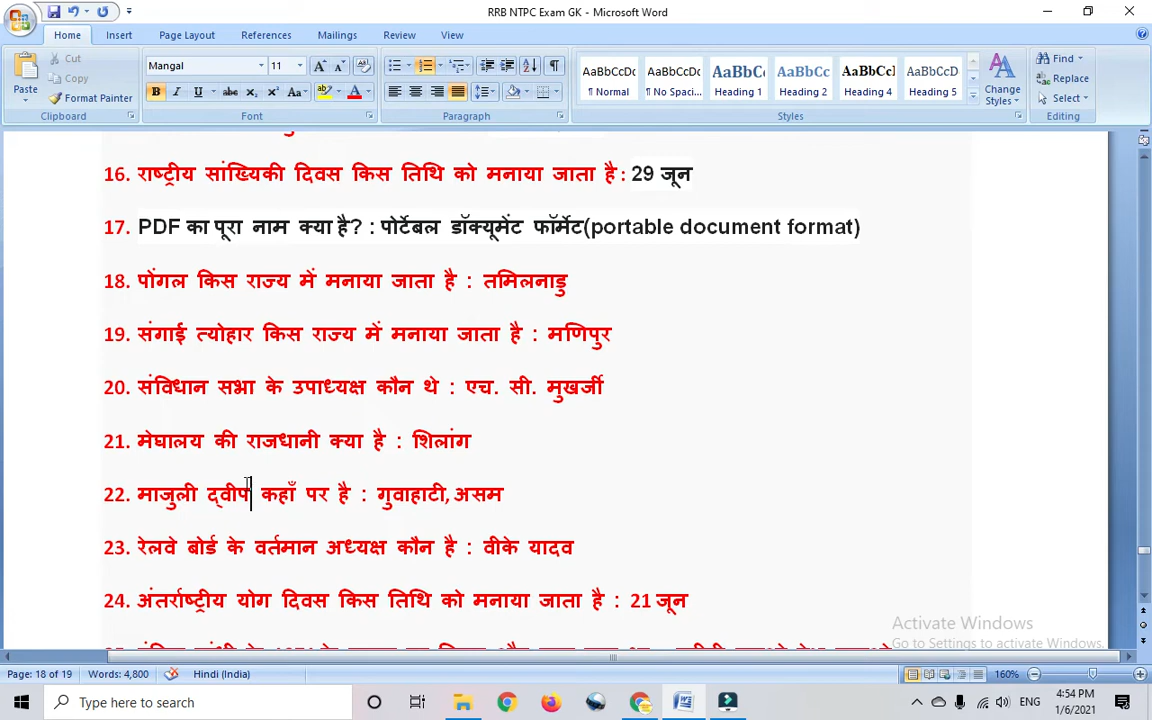 RRB NTPC Exam GK - Microsoft Word
Home Insert Page Layout References Mailings Review View
Paste Cut Copy Format Painter Clipboard
Mangal 11 Font
Paragraph
AaBbCcDc ¶ Normal AaBbCcDc ¶ No Spaci... AaBbCc Heading 1 AaBbCc Heading 2 AaBbCcI Heading 4 AaBbCcD Heading 5 Change Styles Styles
Find Replace Select Editing
16. राष्ट्रीय सांख्यिकी दिवस किस तिथि को मनाया जाता है : 29 जून
17. PDF का पूरा नाम क्या है? : पोर्टेबल डॉक्यूमेंट फॉर्मेट(portable document format)
18. पोंगल किस राज्य में मनाया जाता है : तमिलनाडु
19. संगाई त्योहार किस राज्य में मनाया जाता है : मणिपुर
20. संविधान सभा के उपाध्यक्ष कौन थे : एच. सी. मुखर्जी
21. मेघालय की राजधानी क्या है : शिलांग
22. माजुली द्वीप कहाँ पर है : गुवाहाटी, असम
23. रेलवे बोर्ड के वर्तमान अध्यक्ष कौन है : वीके यादव
24. अंतर्राष्ट्रीय योग दिवस किस तिथि को मनाया जाता है : 21 जून
Activate Windows
Go to Settings to activate Windows.
Page: 18 of 19 Words: 4,800 Hindi (India) 160%
Type here to search ENG 4:54 PM
1/6/2021